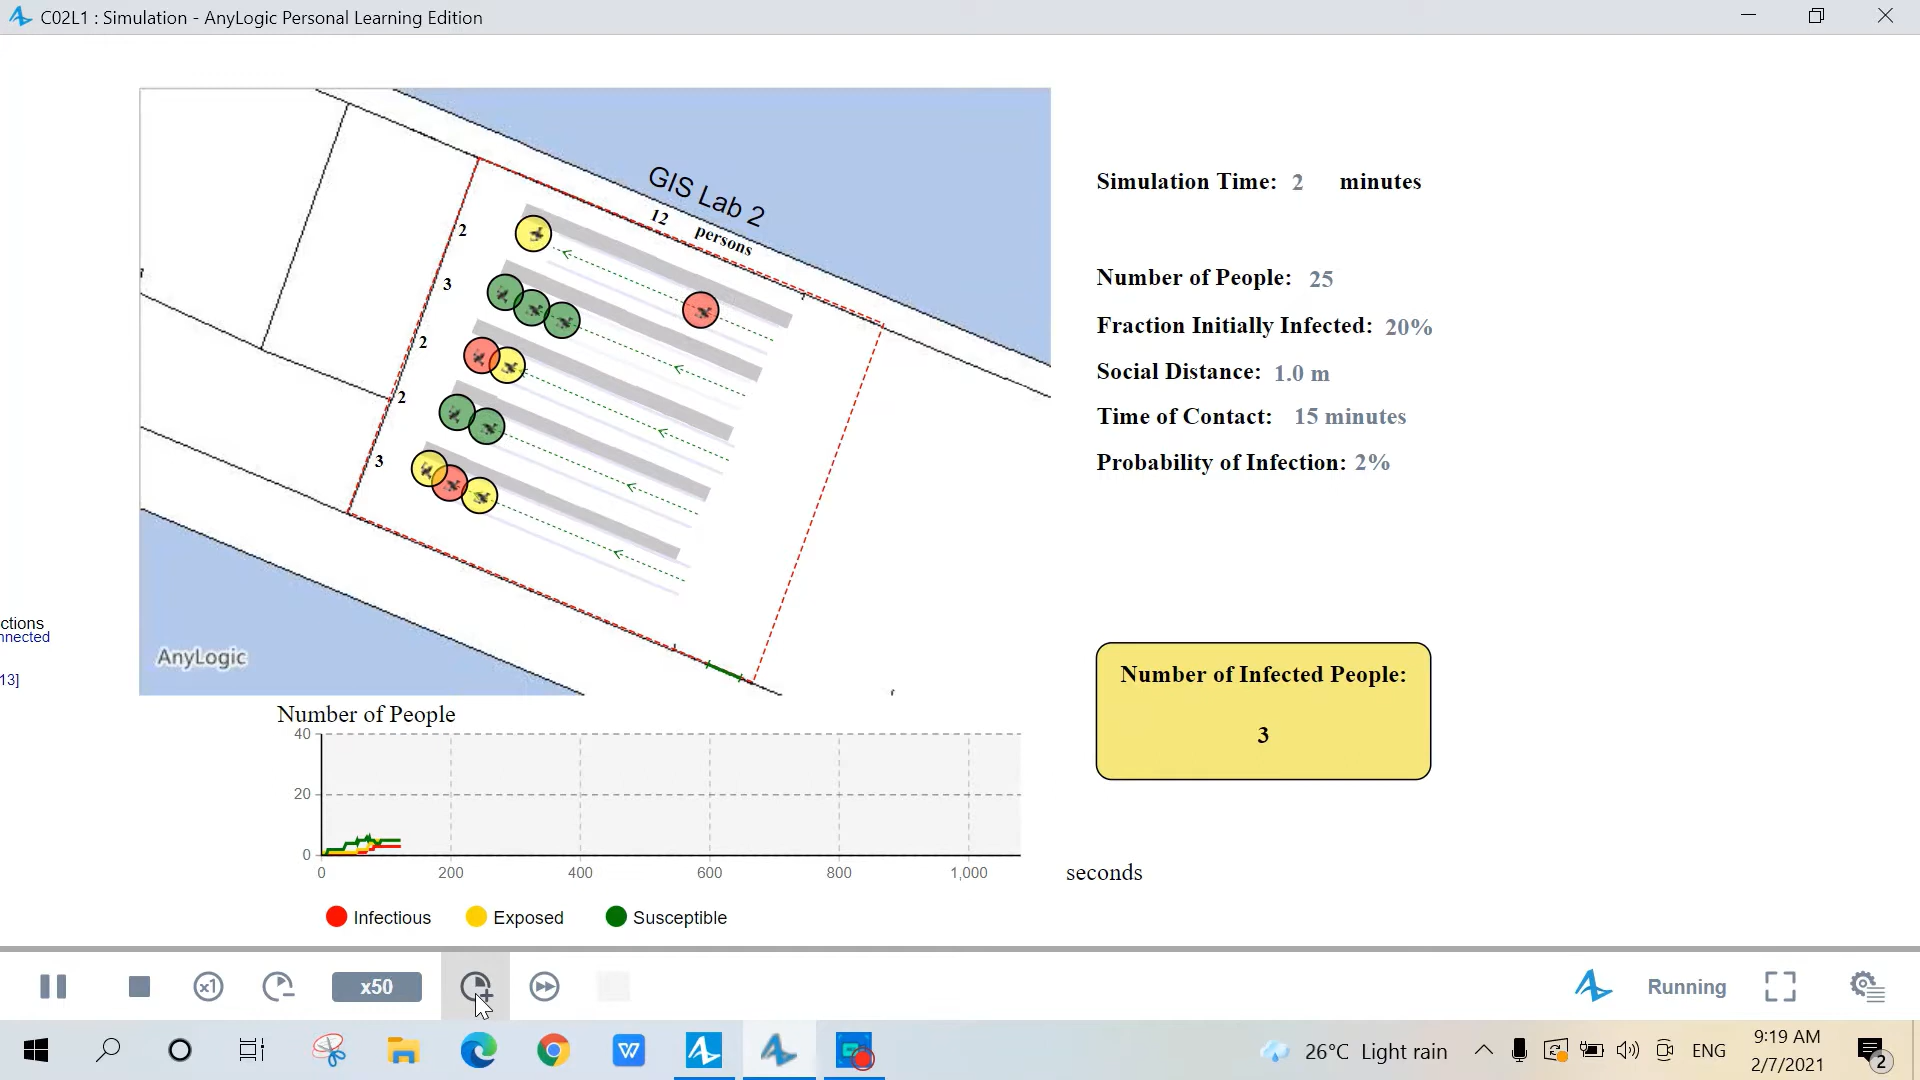 C02L1 : Simulation - AnyLogic Personal Learning Edition
GIS Lab 2
12 persons
2
3
2
2
3
AnyLogic
ctions
nnected
13]
Simulation Time: 2 minutes
Number of People: 25
Fraction Initially Infected: 20%
Social Distance: 1.0 m
Time of Contact: 15 minutes
Probability of Infection: 2%
Number of Infected People:
3
Number of People
40
20
0
0 200 400 600 800 1,000
seconds
Infectious Exposed Susceptible
x1 x50 Running
26°C Light rain ENG
9:19 AM
2/7/2021
2